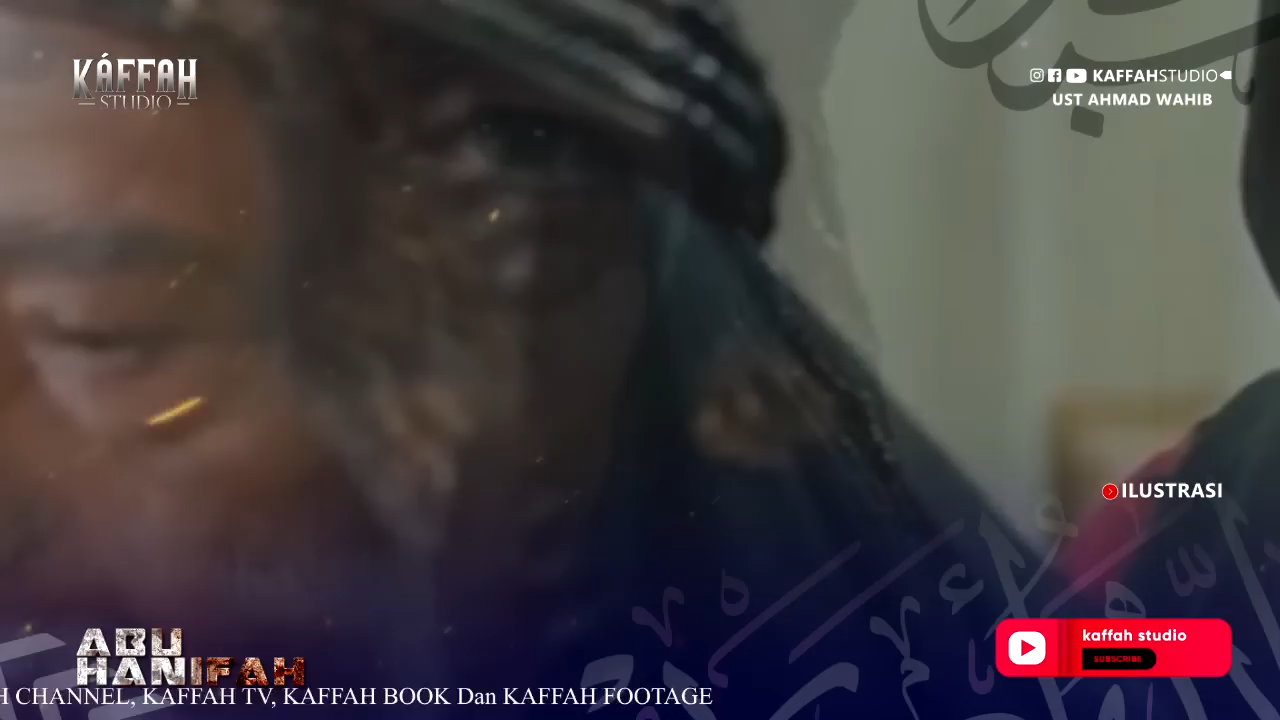 KÁFFAH
STUDIO
KAFFAHSTUDIO
UST AHMAD WAHIB
ILUSTRASI
kaffah studio
SUBSCRIBE
ABU
HANIFAH
H CHANNEL, KAFFAH TV, KAFFAH BOOK Dan KAFFAH FOOTAGE